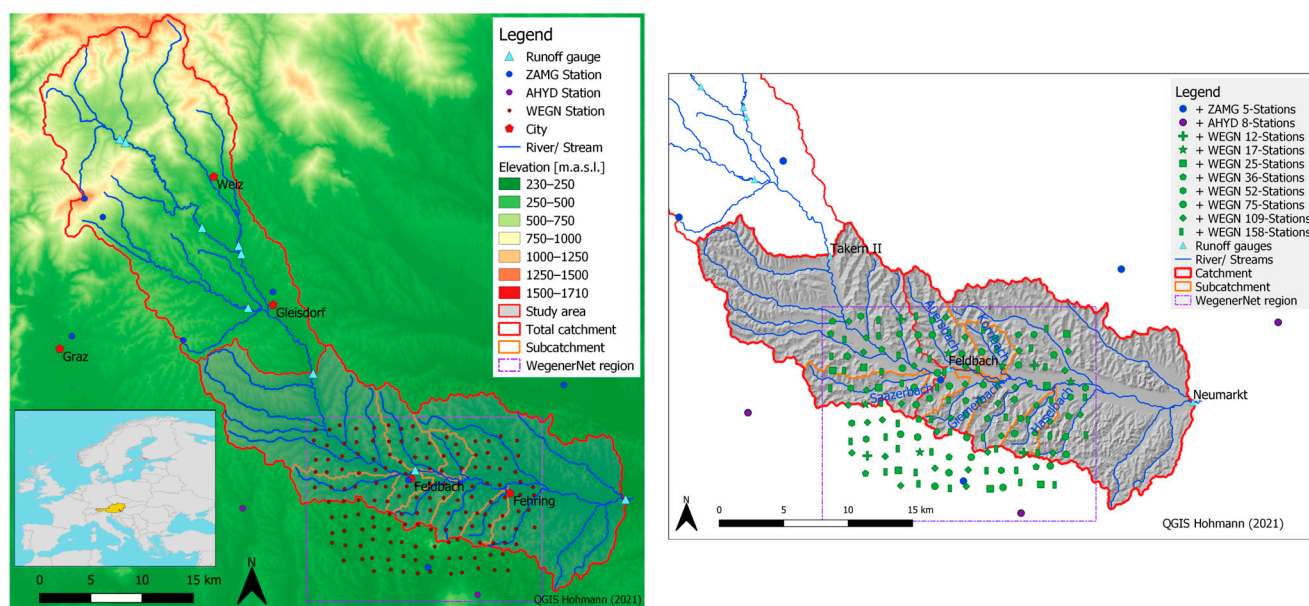 Legend
Runoff gauge
ZAMG Station
AHYD Station
WEGN Station
City
River/ Stream
Elevation [m.a.s.l.]
230–250
250–500
500–750
750–1000
1000–1250
1250–1500
1500–1710
Study area
Total catchment
Subcatchment
WegenerNet region
Weiz
Gleisdorf
Graz
Feldbach
Fehring
N
0 5 10 15 km
QGIS Hohmann (2021)
Legend
+ ZAMG 5-Stations
+ AHYD 8-Stations
+ WEGN 12-Stations
+ WEGN 17-Stations
+ WEGN 25-Stations
+ WEGN 36-Stations
+ WEGN 52-Stations
+ WEGN 75-Stations
+ WEGN 109-Stations
+ WEGN 158-Stations
Runoff gauges
River/ Streams
Catchment
Subcatchment
WegenerNet region
Takern II
Auersbach
Feldbach
Saazerbach
Haselbach
Neumarkt
N
0 5 10 15 km
QGIS Hohmann (2021)